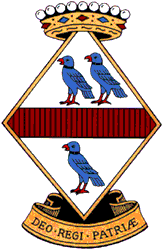 DEO · REGI · PATRIÆ